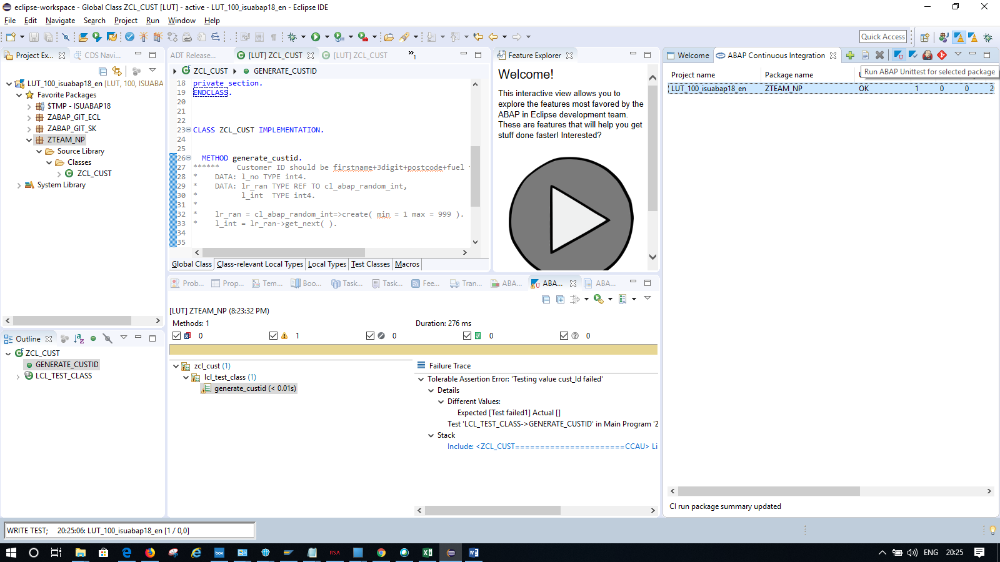 eclipse-workspace - Global Class ZCL_CUST [LUT] - active - LUT_100_isuabap18_en - Eclipse IDE
File Edit Navigate Search Project Run Window Help
Quick Access
Project Ex...
CDS Navi...
LUT_100_isuabap18_en [LUT, 100, ISUABA
Favorite Packages
$TMP - ISUABAP18
ZABAP_GIT_ECL
ZABAP_GIT_SK
ZTEAM_NP
Source Library
Classes
ZCL_CUST
System Library
Outline
ZCL_CUST
GENERATE_CUSTID
LCL_TEST_CLASS
ADT Release...
[LUT] ZCL_CUST
[LUT] ZCL_CUST
»1
ZCL_CUST
GENERATE_CUSTID
18 private section.
19 ENDCLASS.
20
21
22
23 CLASS ZCL_CUST IMPLEMENTATION.
24
25
26 METHOD generate_custid.
27 ****** Customer ID should be firstname+3digit+postcode+fuel
28 * DATA: l_no TYPE int4.
29 * DATA: lr_ran TYPE REF TO cl_abap_random_int,
30 * l_int TYPE int4.
31 *
32 * lr_ran = cl_abap_random_int=>create( min = 1 max = 999 ).
33 * l_int = lr_ran->get_next( ).
34
35
Global Class Class-relevant Local Types Local Types Test Classes Macros
Feature Explorer
Welcome!
This interactive view allows you to
explore the features most favored by the
ABAP in Eclipse development team.
These are features that will help you get
stuff done faster! Interested?
Welcome
ABAP Continuous Integration
Run ABAP Unittest for selected package
Project name Package name
LUT_100_isuabap18_en ZTEAM_NP OK 1 0 0
CI run package summary updated
Prob... Prop... Tem... Boo... Task... Task... Fee... Tran... ABA... ABA... ABA...
[LUT] ZTEAM_NP (8:23:32 PM)
Methods: 1 Duration: 276 ms
0 1 0 0 0
zcl_cust (1)
lcl_test_class (1)
generate_custid (< 0.01s)
Failure Trace
Tolerable Assertion Error: 'Testing value cust_Id failed'
Details
Different Values:
Expected [Test failed1] Actual []
Test 'LCL_TEST_CLASS->GENERATE_CUSTID' in Main Program 'Z
Stack
Include: <ZCL_CUST======================CCAU> Li
WRITE TEST; 20:25:06: LUT_100_isuabap18_en [1 / 0,0]
box
RSA
ENG 20:25